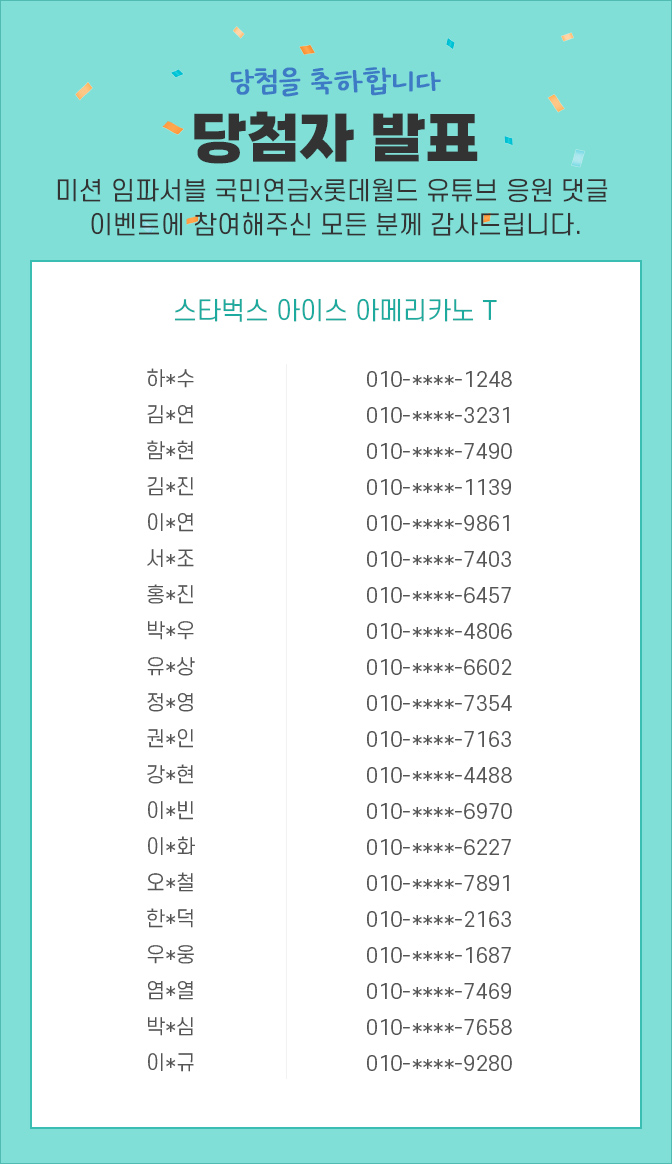 당첨을 축하합니다
당첨자 발표
미션 임파서블 국민연금x롯데월드 유튜브 응원 댓글
이벤트에 참여해주신 모든 분께 감사드립니다.
스타벅스 아이스 아메리카노 T
하*수 010-****-1248
김*연 010-****-3231
함*현 010-****-7490
김*진 010-****-1139
이*연 010-****-9861
서*조 010-****-7403
홍*진 010-****-6457
박*우 010-****-4806
유*상 010-****-6602
정*영 010-****-7354
권*인 010-****-7163
강*현 010-****-4488
이*빈 010-****-6970
이*화 010-****-6227
오*철 010-****-7891
한*덕 010-****-2163
우*웅 010-****-1687
염*열 010-****-7469
박*심 010-****-7658
이*규 010-****-9280